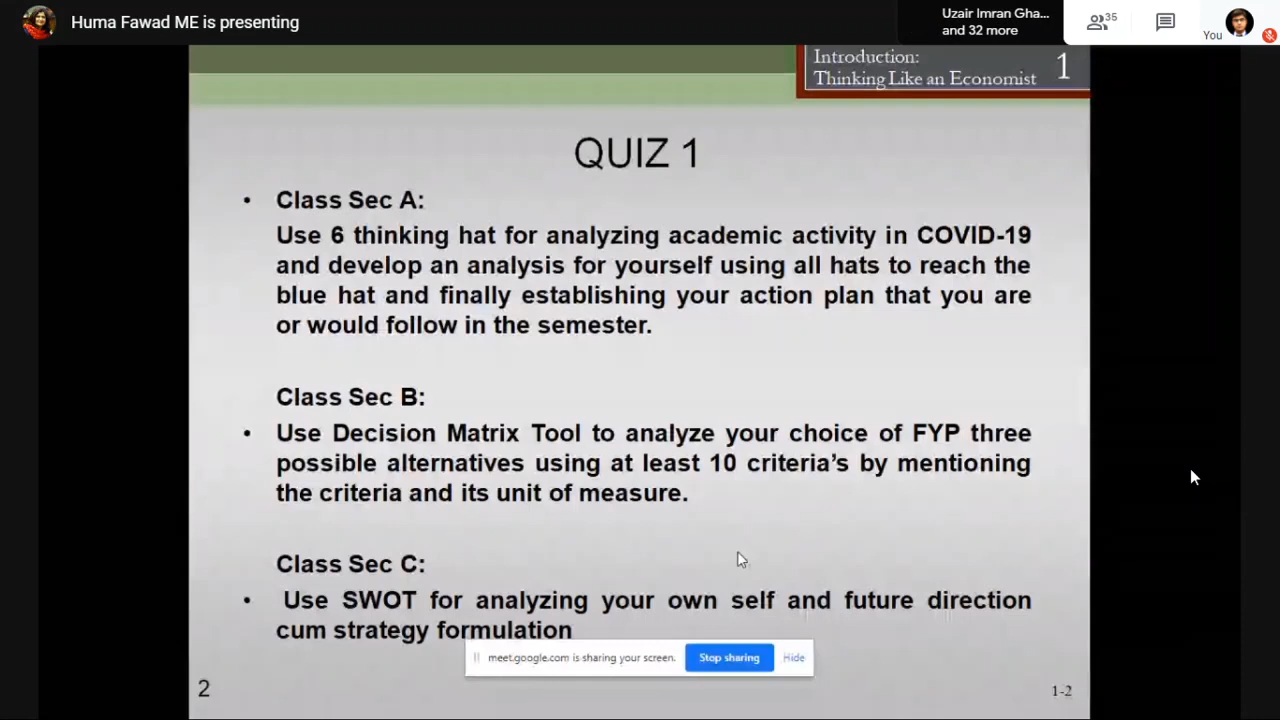 Huma Fawad ME is presenting
Uzair Imran Gha...
and 32 more
35
You
Introduction:
Thinking Like an Economist
1
QUIZ 1
• Class Sec A:
Use 6 thinking hat for analyzing academic activity in COVID-19
and develop an analysis for yourself using all hats to reach the
blue hat and finally establishing your action plan that you are
or would follow in the semester.
Class Sec B:
• Use Decision Matrix Tool to analyze your choice of FYP three
possible alternatives using at least 10 criteria's by mentioning
the criteria and its unit of measure.
Class Sec C:
• Use SWOT for analyzing your own self and future direction
cum strategy formulation
meet.google.com is sharing your screen.
Stop sharing
Hide
2
1-2